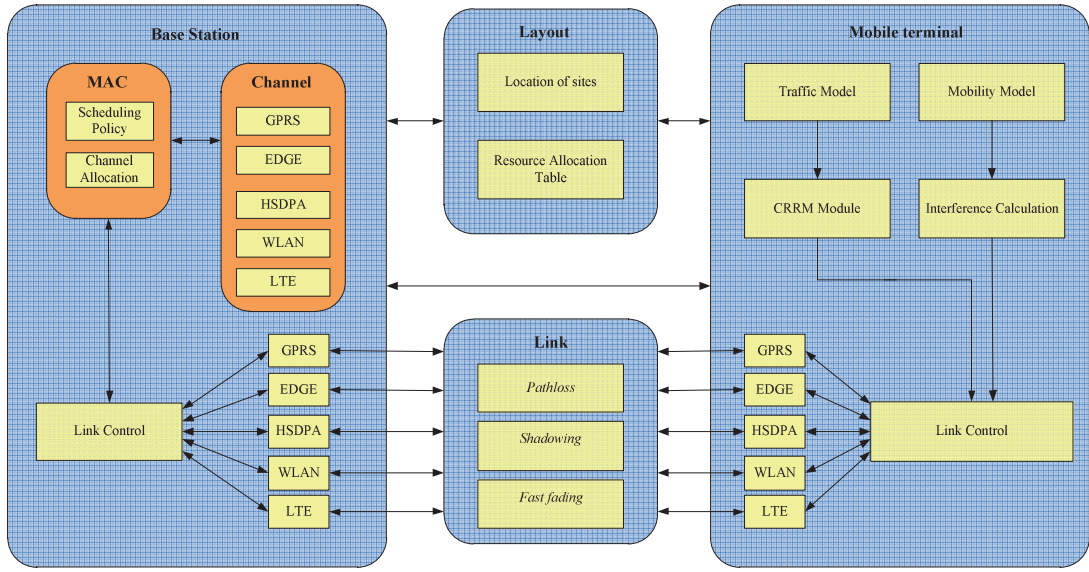 Base Station
MAC
Scheduling
Policy
Channel
Allocation
Channel
GPRS
EDGE
HSDPA
WLAN
LTE
Link Control
GPRS
EDGE
HSDPA
WLAN
LTE
Layout
Location of sites
Resource Allocation
Table
Link
Pathloss
Shadowing
Fast fading
Mobile terminal
Traffic Model
Mobility Model
CRRM Module
Interference Calculation
GPRS
EDGE
HSDPA
WLAN
LTE
Link Control